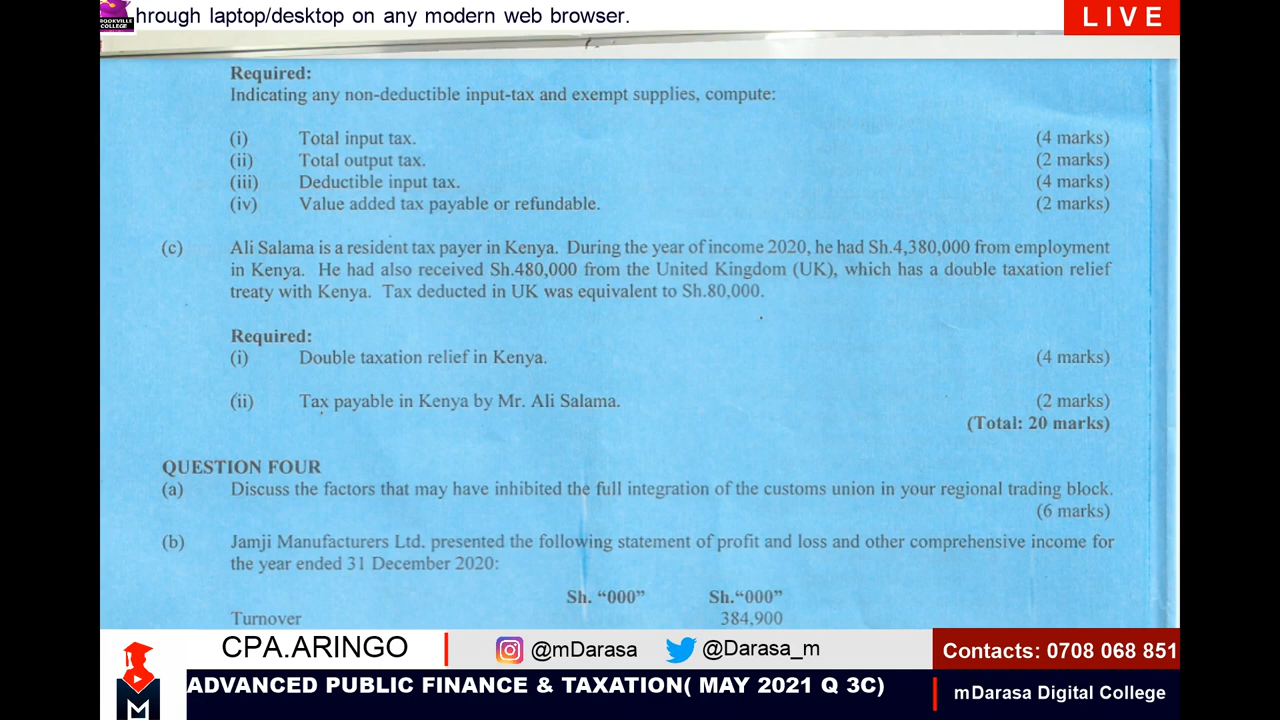 hrough laptop/desktop on any modern web browser.
LIVE
BROOKVILLE
COLLEGE
Required:
Indicating any non-deductible input-tax and exempt supplies, compute:
(i) Total input tax. (4 marks)
(ii) Total output tax. (2 marks)
(iii) Deductible input tax. (4 marks)
(iv) Value added tax payable or refundable. (2 marks)
(c) Ali Salama is a resident tax payer in Kenya. During the year of income 2020, he had Sh.4,380,000 from employment
in Kenya. He had also received Sh.480,000 from the United Kingdom (UK), which has a double taxation relief
treaty with Kenya. Tax deducted in UK was equivalent to Sh.80,000.
Required:
(i) Double taxation relief in Kenya. (4 marks)
(ii) Tax payable in Kenya by Mr. Ali Salama. (2 marks)
(Total: 20 marks)
QUESTION FOUR
(a) Discuss the factors that may have inhibited the full integration of the customs union in your regional trading block.
(6 marks)
(b) Jamji Manufacturers Ltd. presented the following statement of profit and loss and other comprehensive income for
the year ended 31 December 2020:
Sh. “000” Sh.“000”
Turnover 384,900
CPA.ARINGO @mDarasa @Darasa_m Contacts: 0708 068 851
ADVANCED PUBLIC FINANCE & TAXATION( MAY 2021 Q 3C) mDarasa Digital College